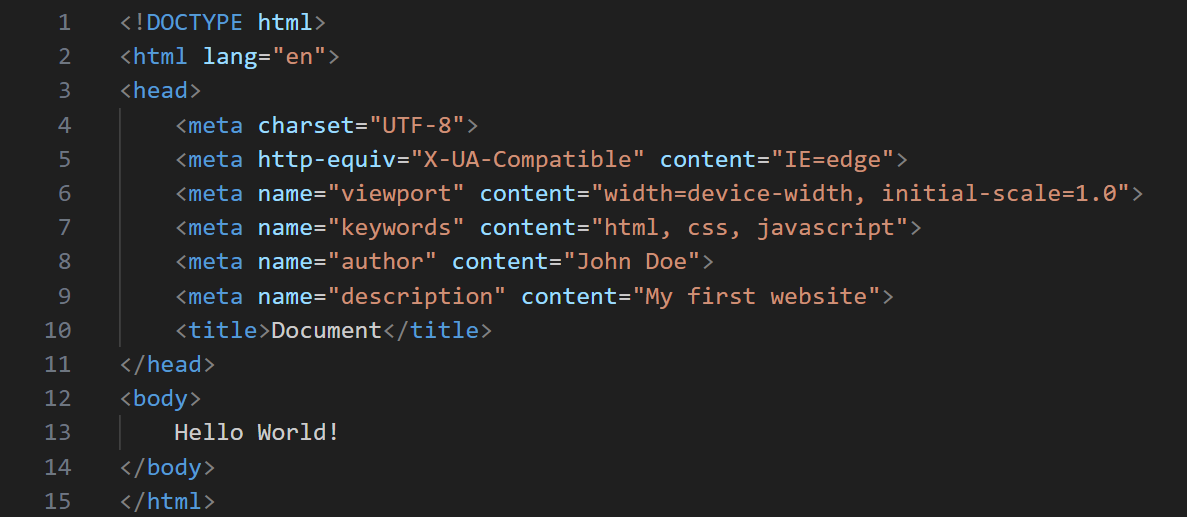 1 <!DOCTYPE html>
2 <html lang="en">
3 <head>
4     <meta charset="UTF-8">
5     <meta http-equiv="X-UA-Compatible" content="IE=edge">
6     <meta name="viewport" content="width=device-width, initial-scale=1.0">
7     <meta name="keywords" content="html, css, javascript">
8     <meta name="author" content="John Doe">
9     <meta name="description" content="My first website">
10     <title>Document</title>
11 </head>
12 <body>
13     Hello World!
14 </body>
15 </html>